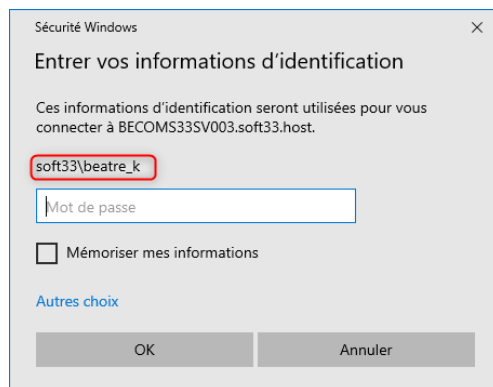 Sécurité Windows
Entrer vos informations d'identification
Ces informations d'identification seront utilisées pour vous
connecter à BECOMS33SV003.soft33.host.
soft33\beatre_k
Mot de passe
Mémoriser mes informations
Autres choix
OK
Annuler